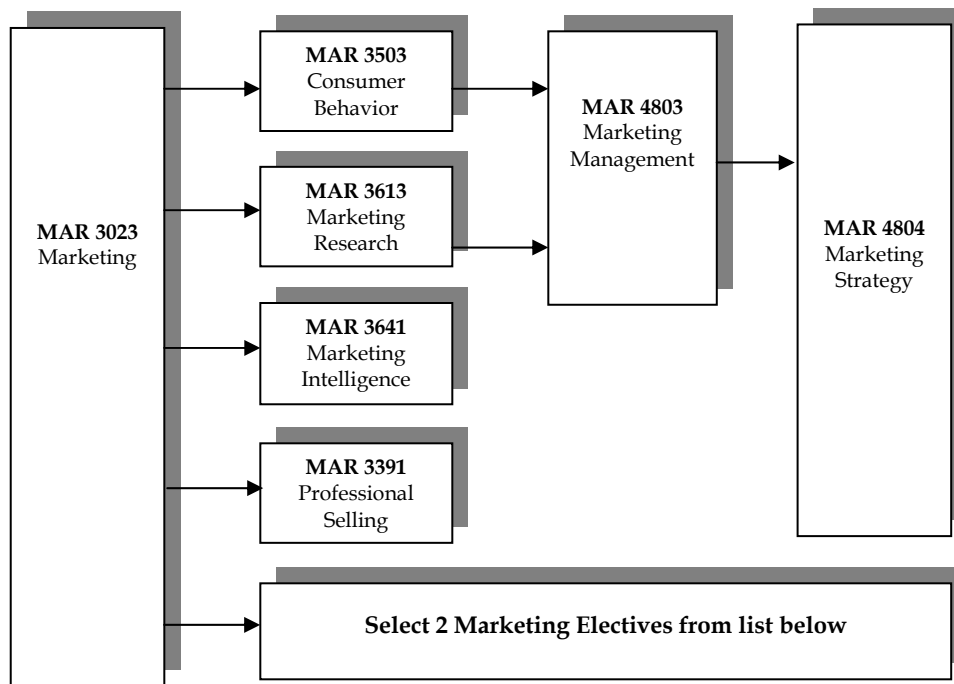 MAR 3023
Marketing
MAR 3503
Consumer
Behavior
MAR 3613
Marketing
Research
MAR 3641
Marketing
Intelligence
MAR 3391
Professional
Selling
MAR 4803
Marketing
Management
MAR 4804
Marketing
Strategy
Select 2 Marketing Electives from list below